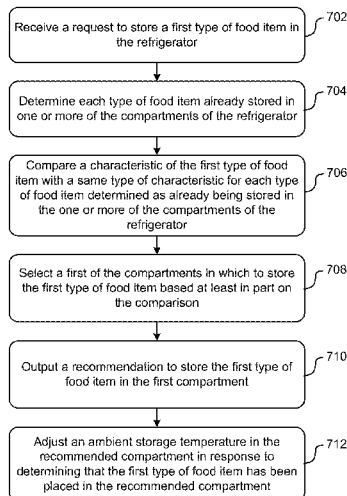 Receive a request to store a first type of food item in
the refrigerator
702
Determine each type of food item already stored in
one or more of the compartments of the refrigerator
704
Compare a characteristic of the first type of food
item with a same type of characteristic for each type
of food item determined as already being stored in
the one or more of the compartments of the
refrigerator
706
Select a first of the compartments in which to store
the first type of food item based at least in part on
the comparison
708
Output a recommendation to store the first type of
food item in the first compartment
710
Adjust an ambient storage temperature in the
recommended compartment in response to
determining that the first type of food item has been
placed in the recommended compartment
712